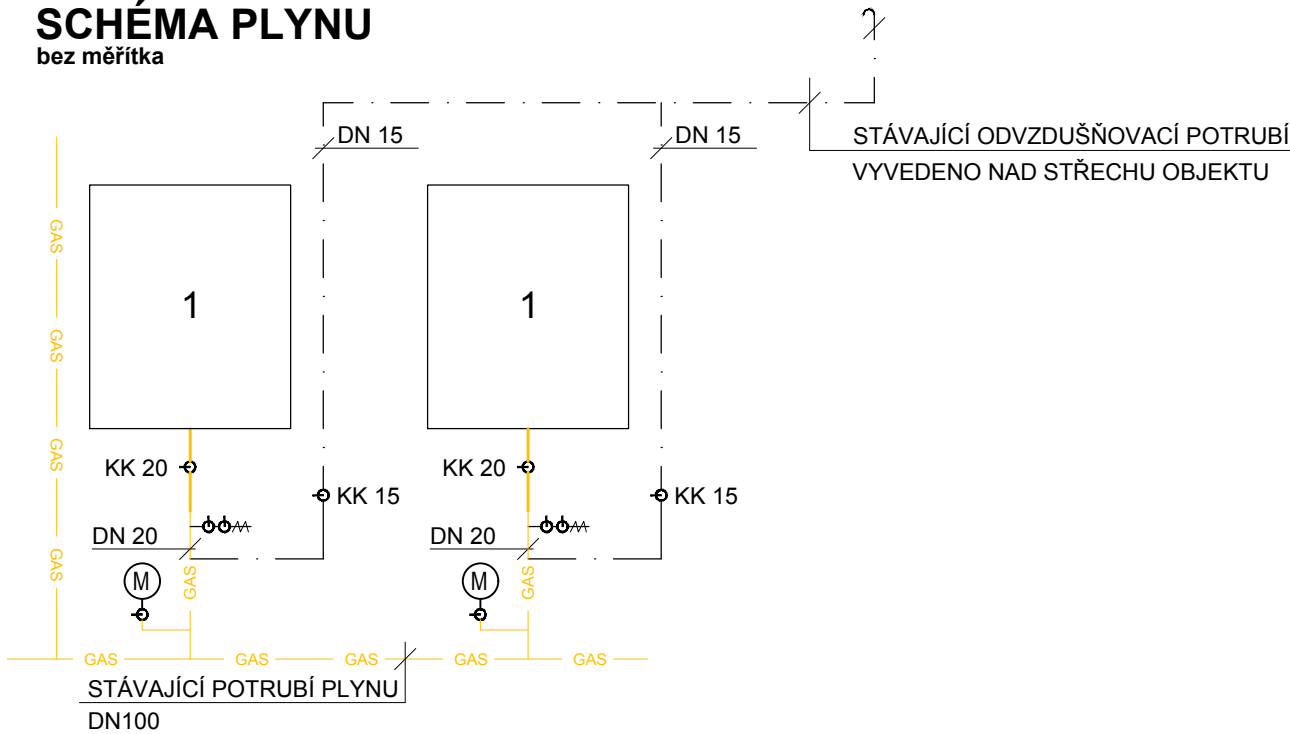 SCHÉMA PLYNU
bez měřítka
DN 15
DN 15
STÁVAJÍCÍ ODVZDUŠŇOVACÍ POTRUBÍ
VYVEDENO NAD STŘECHU OBJEKTU
GAS
GAS
GAS
GAS
1
1
KK 20
KK 15
KK 20
KK 15
DN 20
DN 20
M
GAS
M
GAS
GAS
GAS
GAS
GAS
GAS
STÁVAJÍCÍ POTRUBÍ PLYNU
DN100